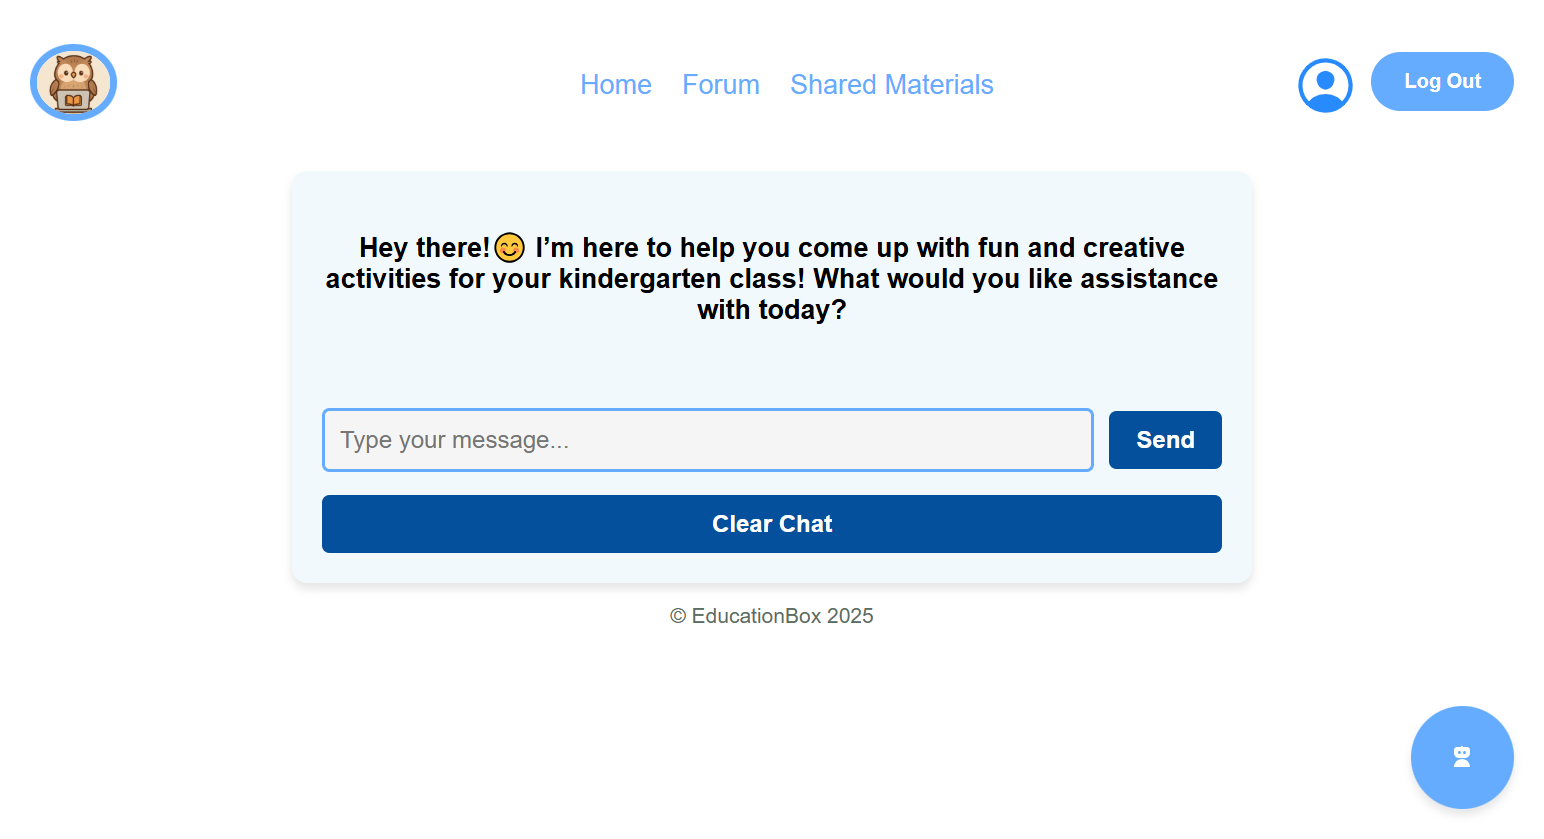 Home Forum Shared Materials
Log Out
Hey there!😊 I’m here to help you come up with fun and creative
activities for your kindergarten class! What would you like assistance
with today?
Type your message...
Send
Clear Chat
© EducationBox 2025